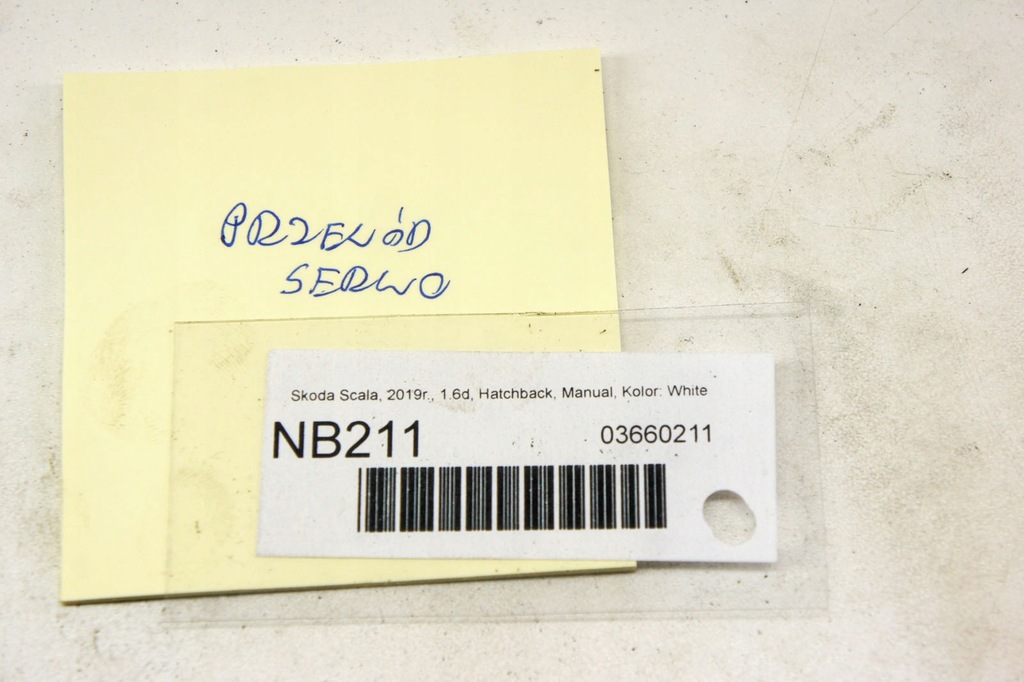 PRZEWÓD
SERWO
Skoda Scala, 2019r., 1.6d, Hatchback, Manual, Kolor: White
NB211
03660211